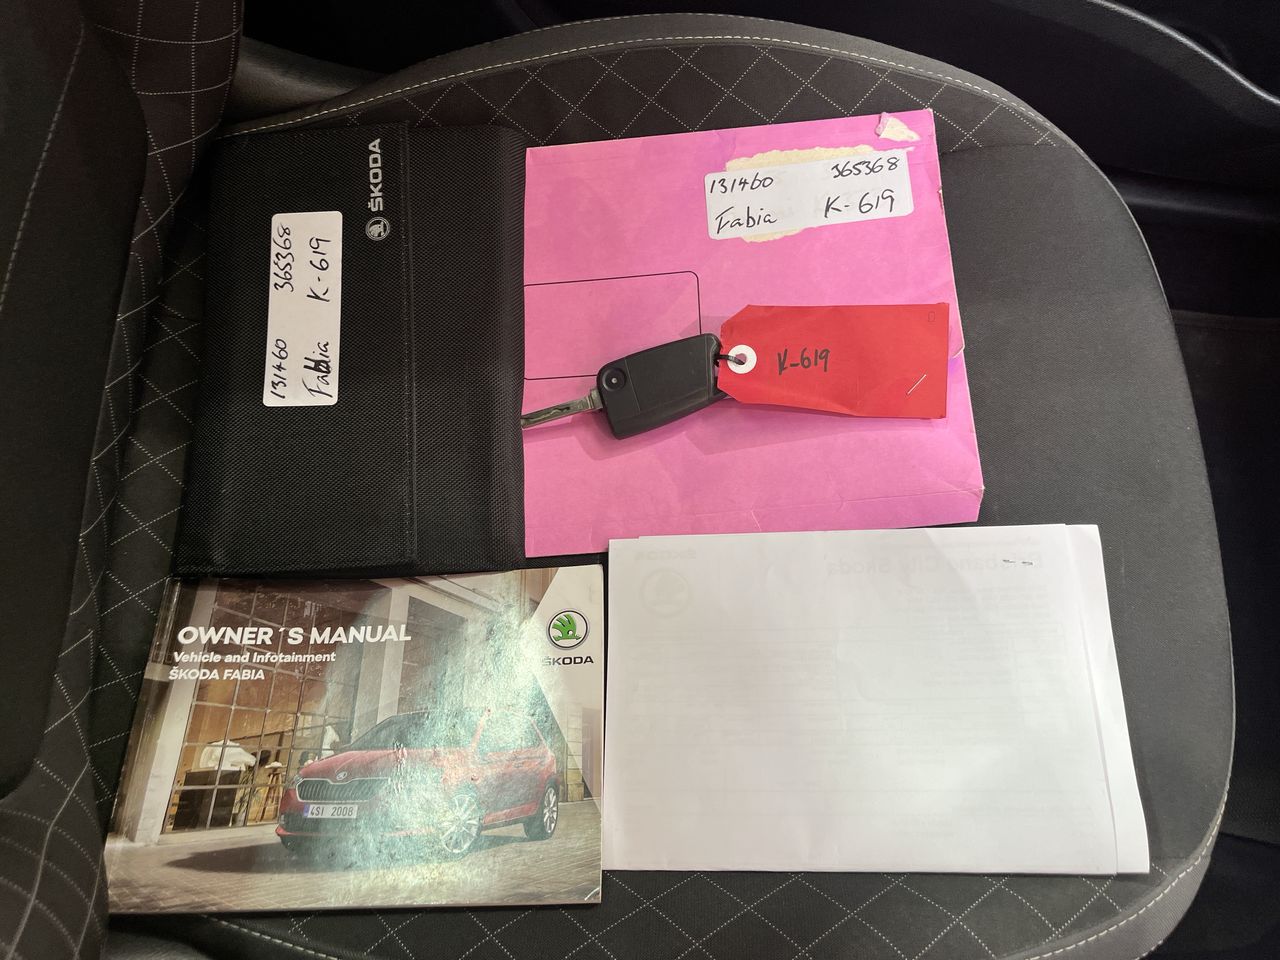 ŠKODA
131460 365368
Fabia K-619
131460 365368
Fabia K-619
K-619
OWNER´S MANUAL
Vehicle and Infotainment
ŠKODA FABIA
ŠKODA
4SI 2008